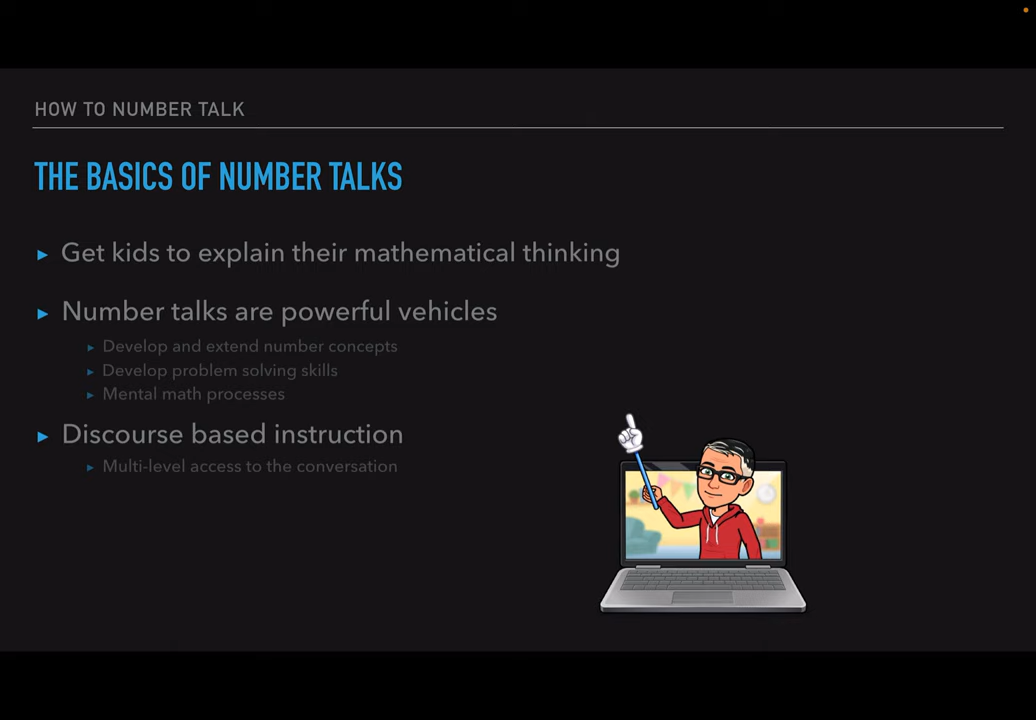 HOW TO NUMBER TALK
THE BASICS OF NUMBER TALKS
Get kids to explain their mathematical thinking
Number talks are powerful vehicles
Develop and extend number concepts
Develop problem solving skills
Mental math processes
Discourse based instruction
Multi-level access to the conversation